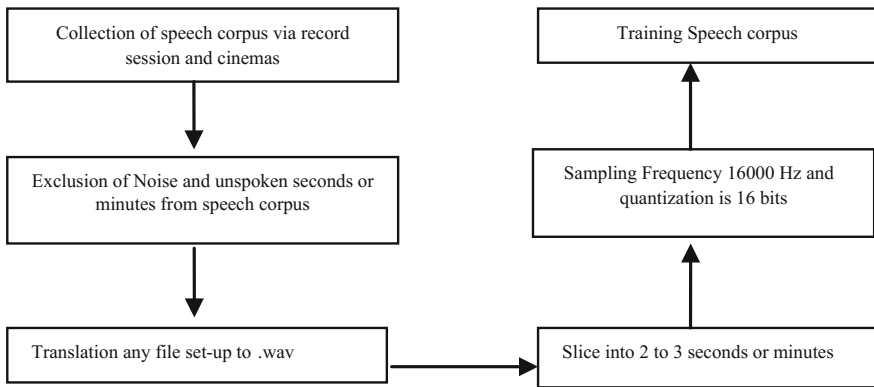 Collection of speech corpus via record
session and cinemas
Exclusion of Noise and unspoken seconds or
minutes from speech corpus
Translation any file set-up to .wav
Slice into 2 to 3 seconds or minutes
Sampling Frequency 16000 Hz and
quantization is 16 bits
Training Speech corpus